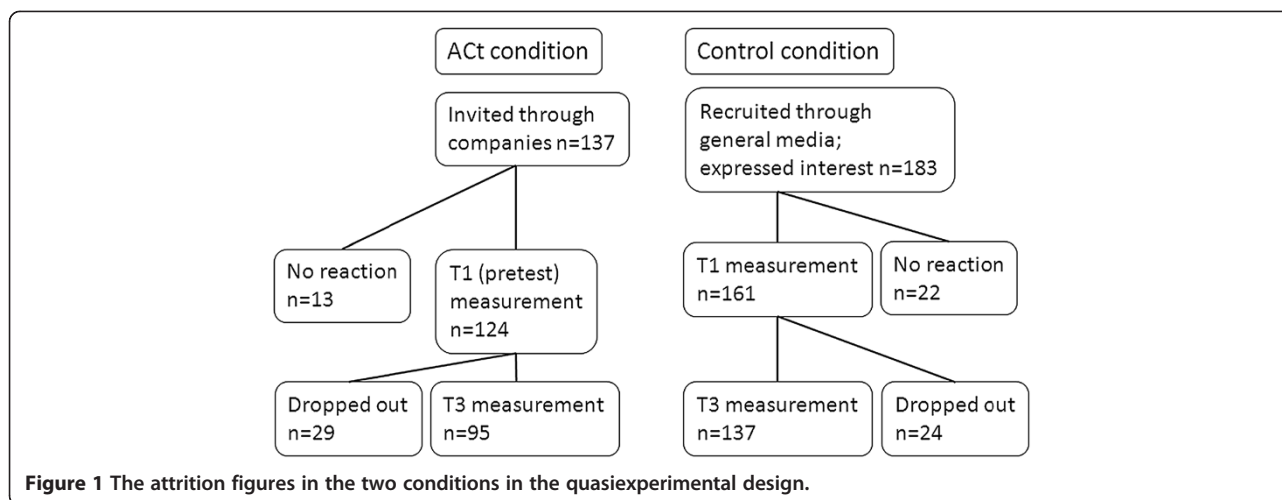 ACt condition
Control condition
Invited through
companies n=137
Recruited through
general media;
expressed interest n=183
No reaction
n=13
T1 (pretest)
measurement
n=124
T1 measurement
n=161
No reaction
n=22
Dropped out
n=29
T3 measurement
n=95
T3 measurement
n=137
Dropped out
n=24
Figure 1 The attrition figures in the two conditions in the quasiexperimental design.